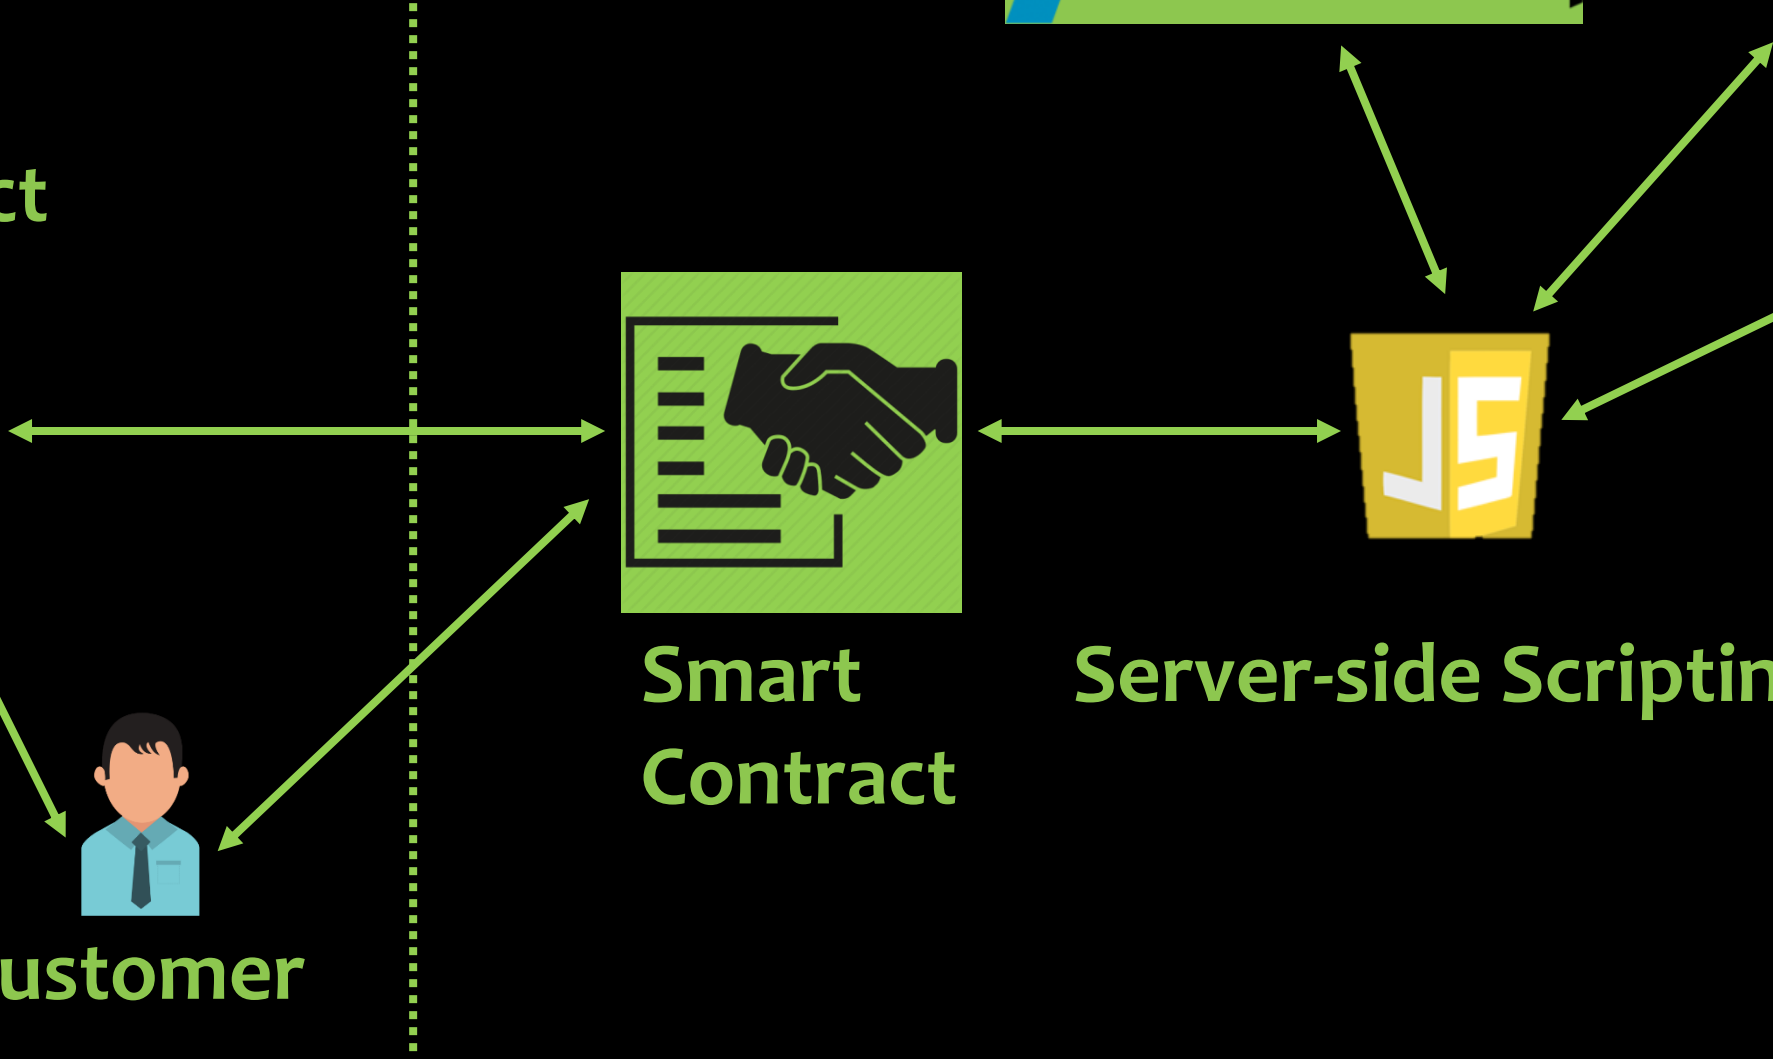 ct
JS
Smart
Contract
Server-side Scriptin
ustomer